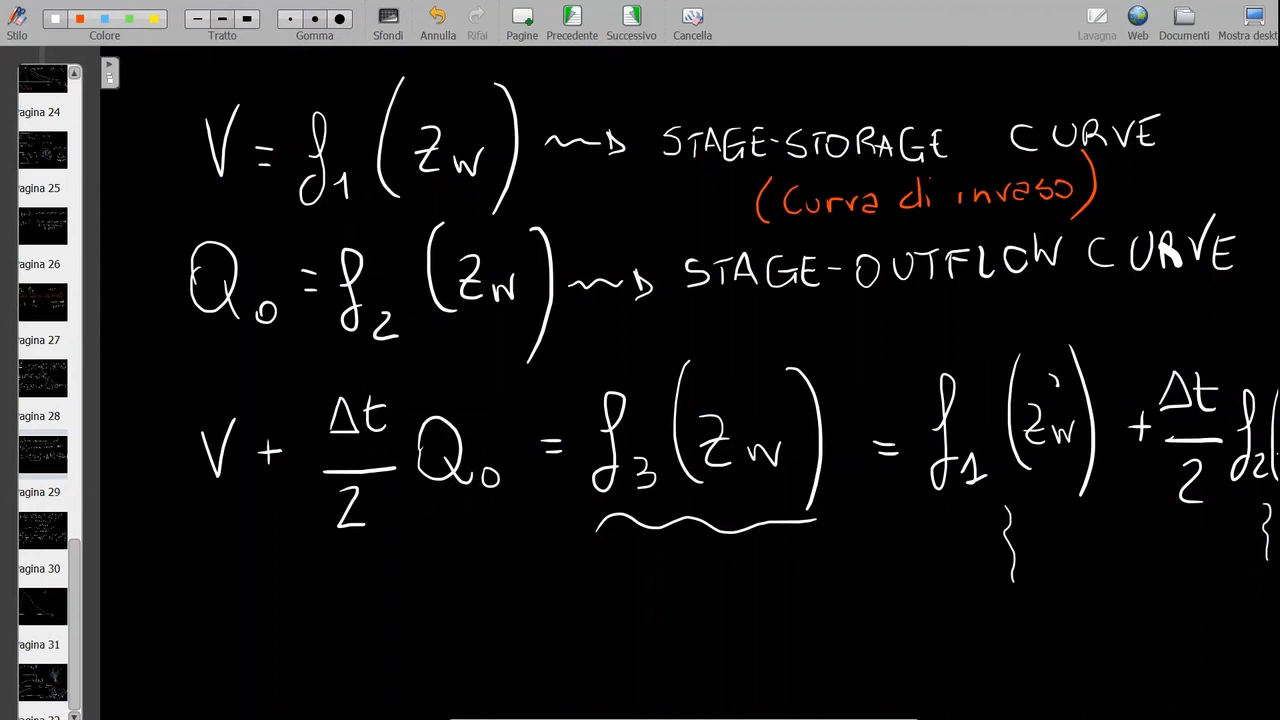 Stilo Colore Tratto Gomma Sfondi Annulla Rifai Pagine Precedente Successivo Cancella Lavagna Web Documenti Mostra deskt
agina 24
agina 25
agina 26
agina 27
agina 28
agina 29
agina 30
agina 31
V = f1 (Zw) ~~> STAGE-STORAGE CURVE
(Curva di invaso)
Q0 = f2 (Zw) ~~> STAGE-OUTFLOW CURVE
V + Δt/2 Q0 = f3 (Zw) = f1 (Zw) + Δt/2 f2(